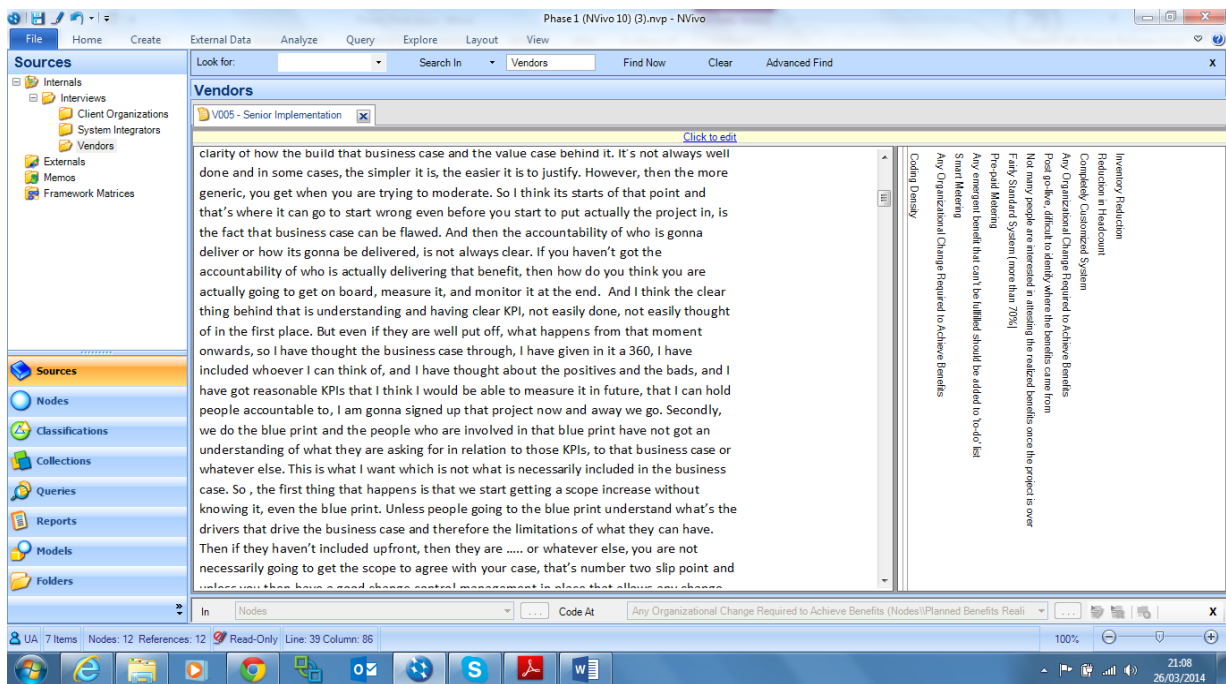 Phase 1 (NVivo 10) (3).nvp - NVivo
File Home Create External Data Analyze Query Explore Layout View
Sources
Look for: Search In Vendors Find Now Clear Advanced Find x
Internals
Interviews
Client Organizations
System Integrators
Vendors
Externals
Memos
Framework Matrices
Vendors
V005 - Senior Implementation
Click to edit
clarity of how the build that business case and the value case behind it. It's not always well
done and in some cases, the simpler it is, the easier it is to justify. However, then the more
generic, you get when you are trying to moderate. So I think its starts of that point and
that's where it can go to start wrong even before you start to put actually the project in, is
the fact that business case can be flawed. And then the accountability of who is gonna
deliver or how its gonna be delivered, is not always clear. If you haven't got the
accountability of who is actually delivering that benefit, then how do you think you are
actually going to get on board, measure it, and monitor it at the end. And I think the clear
thing behind that is understanding and having clear KPI, not easily done, not easily thought
of in the first place. But even if they are well put off, what happens from that moment
onwards, so I have thought the business case through, I have given in it a 360, I have
included whoever I can think of, and I have thought about the positives and the bads, and I
have got reasonable KPIs that I think I would be able to measure it in future, that I can hold
people accountable to, I am gonna signed up that project now and away we go. Secondly,
we do the blue print and the people who are involved in that blue print have not got an
understanding of what they are asking for in relation to those KPIs, to that business case or
whatever else. This is what I want which is not what is necessarily included in the business
case. So , the first thing that happens is that we start getting a scope increase without
knowing it, even the blue print. Unless people going to the blue print understand what's the
drivers that drive the business case and therefore the limitations of what they can have.
Then if they haven't included upfront, then they are ..... or whatever else, you are not
necessarily going to get the scope to agree with your case, that's number two slip point and
unless you then have a good change control management in place that allows any change
Inventory Reduction
Reduction in Headcount
Completely Customized System
Any Organizational Change Required to Achieve Benefits
Post go-live, difficult to identify where the benefits came from
Not many people are interested in attesting the realized benefits once the project is over
Fairly Standard System (more than 70%)
Pre-paid Metering
Any emergent benefit that can't be fulfilled should be added to 'to-do' list
Smart Metering
Any Organizational Change Required to Achieve Benefits
Coding Density
Sources
Nodes
Classifications
Collections
Queries
Reports
Models
Folders
In Nodes ... Code At Any Organizational Change Required to Achieve Benefits (Nodes\\Planned Benefits Reali ... x
UA 7 Items Nodes: 12 References: 12 Read-Only Line: 39 Column: 86 100%
21:08
26/03/2014